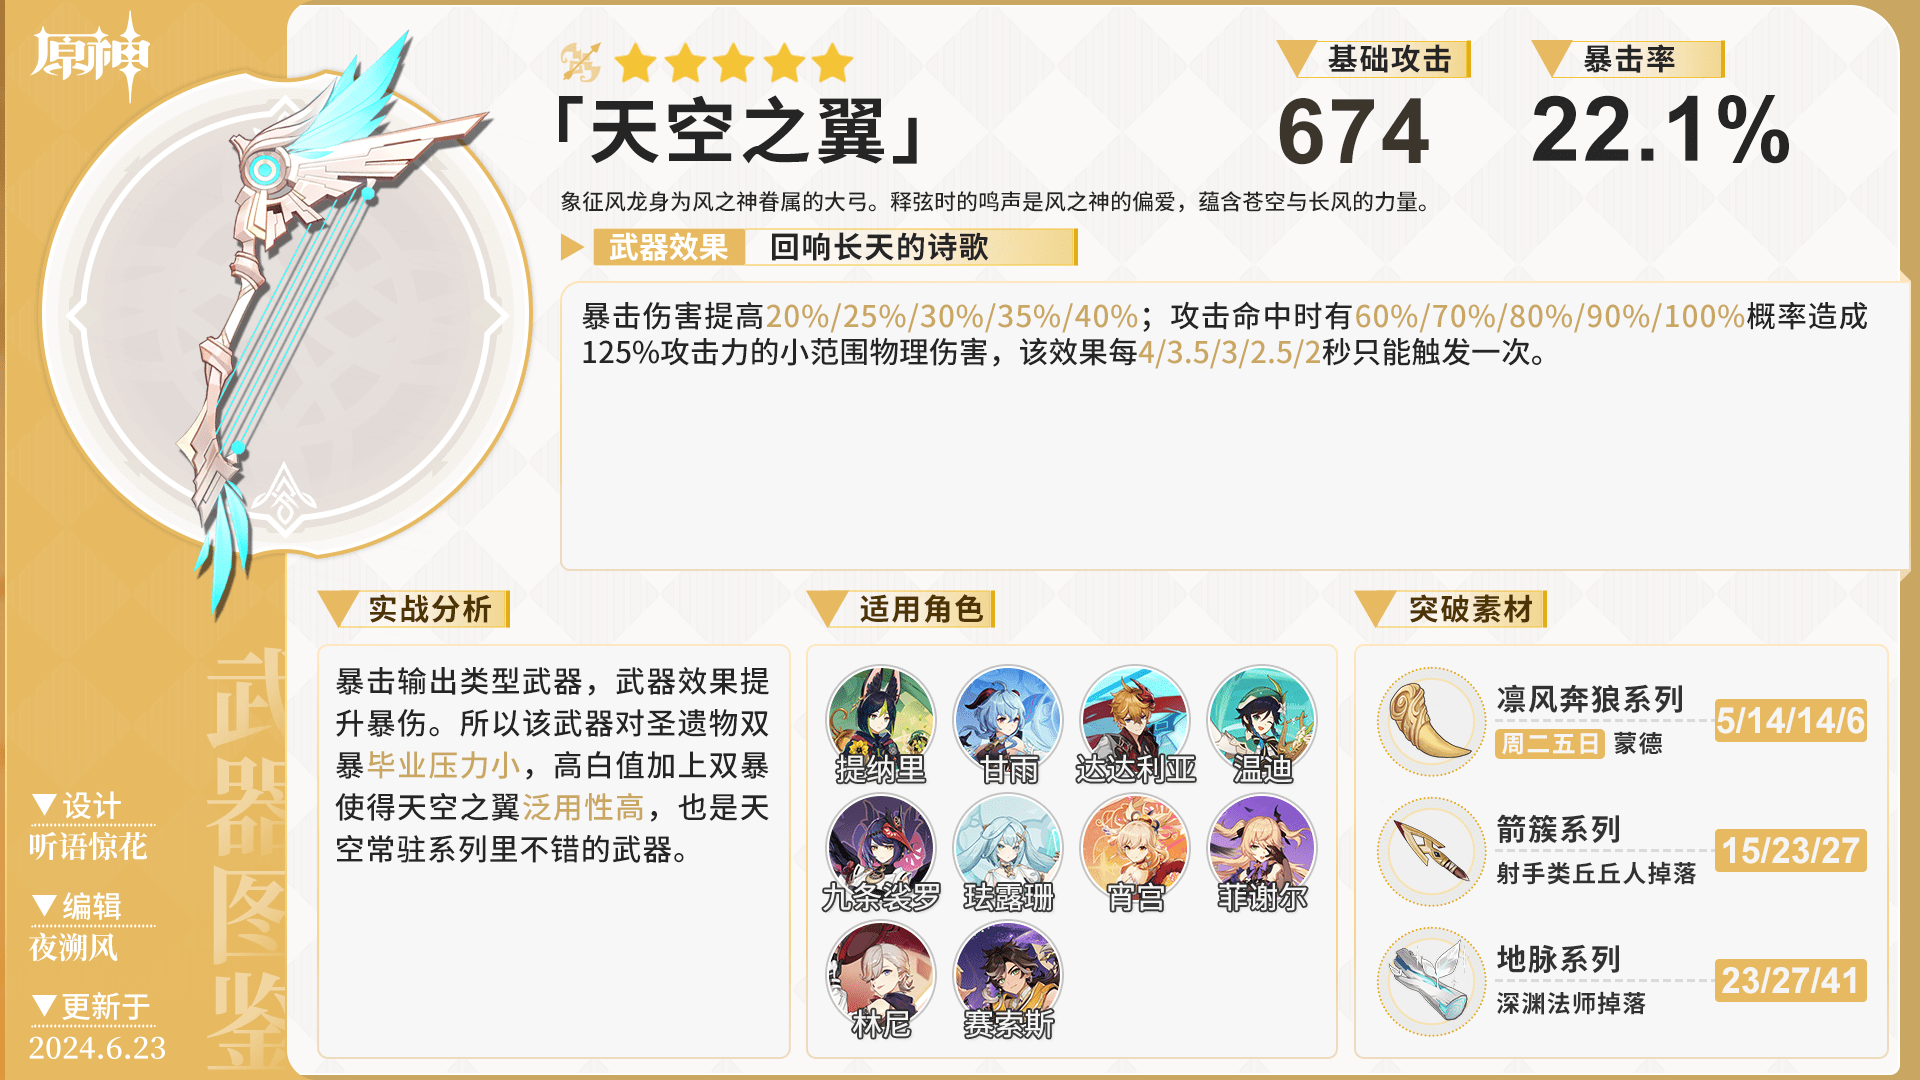 原神
「天空之翼」
基础攻击
674
暴击率
22.1%
象征风龙身为风之神眷属的大弓。释弦时的鸣声是风之神的偏爱，蕴含苍空与长风的力量。
武器效果 回响长天的诗歌
暴击伤害提高20%/25%/30%/35%/40%；攻击命中时有60%/70%/80%/90%/100%概率造成
125%攻击力的小范围物理伤害，该效果每4/3.5/3/2.5/2秒只能触发一次。
实战分析
暴击输出类型武器，武器效果提
升暴伤。所以该武器对圣遗物双
暴毕业压力小，高白值加上双暴
使得天空之翼泛用性高，也是天
空常驻系列里不错的武器。
适用角色
提纳里 甘雨 达达利亚 温迪
九条裟罗 珐露珊 宵宫 菲谢尔
林尼 赛索斯
突破素材
凛风奔狼系列
周二五日 蒙德
5/14/14/6
箭簇系列
射手类丘丘人掉落
15/23/27
地脉系列
深渊法师掉落
23/27/41
武器图鉴
▼设计
听语惊花
▼编辑
夜溯风
▼更新于
2024.6.23